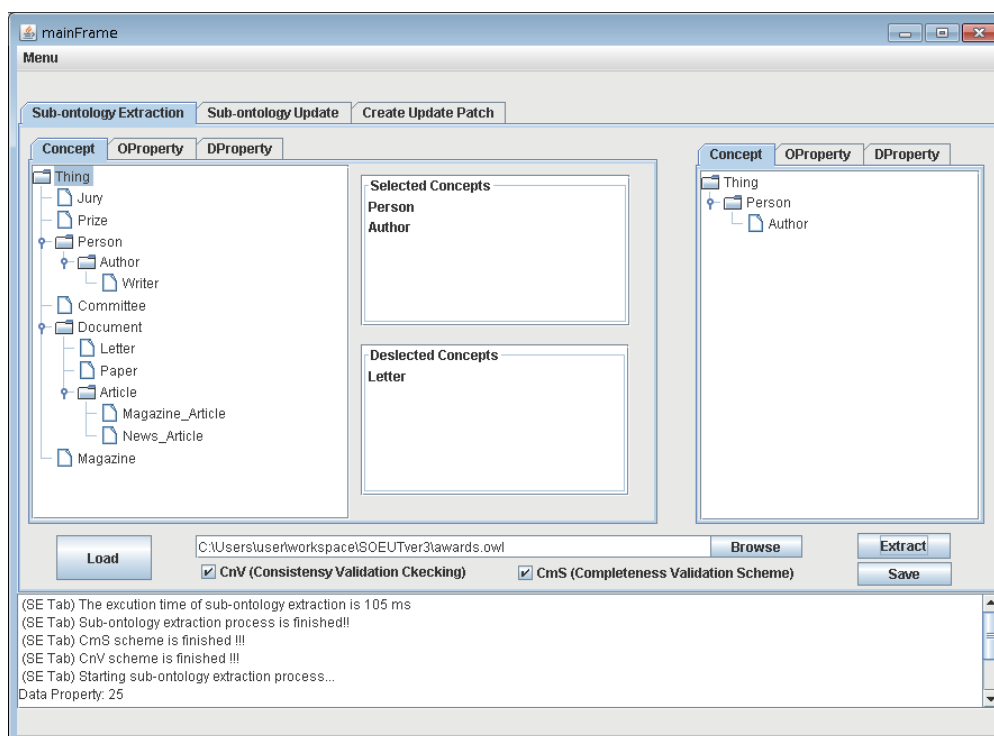 mainFrame
Menu
Sub-ontology Extraction Sub-ontology Update Create Update Patch
Concept OProperty DProperty
Thing
Jury
Prize
Person
Author
Writer
Committee
Document
Letter
Paper
Article
Magazine_Article
News_Article
Magazine
Selected Concepts
Person
Author
Deslected Concepts
Letter
Concept OProperty DProperty
Thing
Person
Author
Load
C:\Users\user\workspace\SOEUTver3\awards.owl
Browse
Extract
CnV (Consistensy Validation Ckecking)
CmS (Completeness Validation Scheme)
Save
(SE Tab) The excution time of sub-ontology extraction is 105 ms
(SE Tab) Sub-ontology extraction process is finished!!
(SE Tab) CmS scheme is finished !!!
(SE Tab) CnV scheme is finished !!!
(SE Tab) Starting sub-ontology extraction process...
Data Property: 25